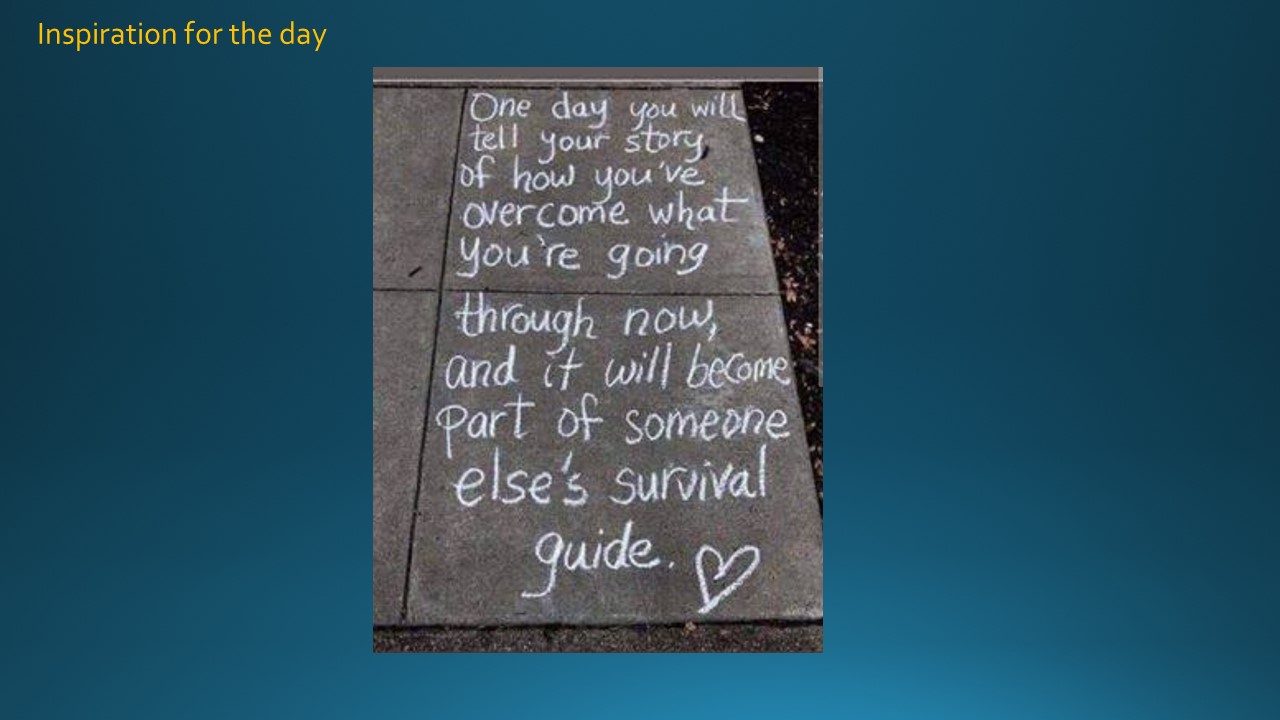 Inspiration for the day
One day you will
tell your story
of how you've
overcome what
you're going
through now,
and it will become
part of someone
else's survival
guide.